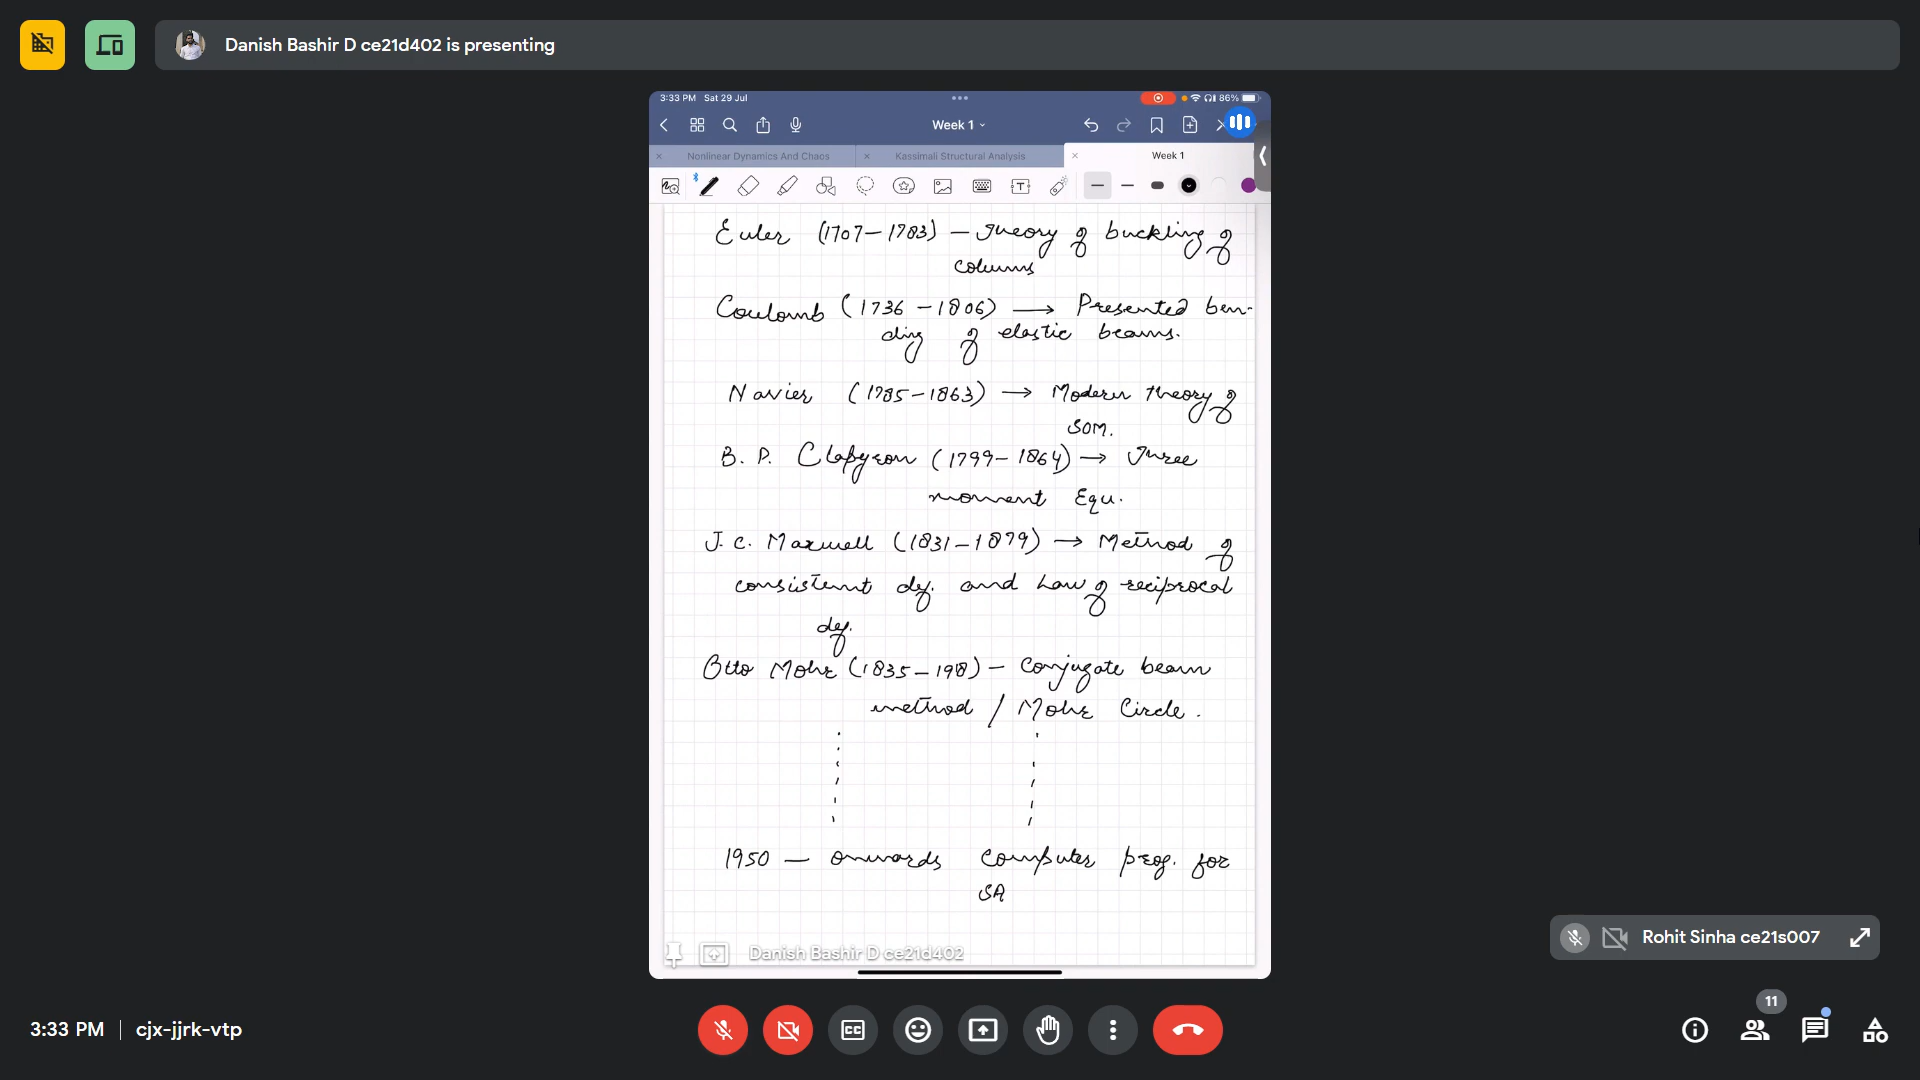 Danish Bashir D ce21d402 is presenting
3:33 PM Sat 29 Jul
86%
Week 1
Nonlinear Dynamics And Chaos
Kassimali Structural Analysis
Week 1
Euler (1707-1783) - Theory of buckling of
columns
Coulomb (1736-1806) → Presented ben-
ding of elastic beams.
Navier (1785-1863) → Modern theory of
SOM.
B. P. Clapyeron (1799-1864) → Three
moment Equ.
J. C. Maxwell (1831-1879) → Method of
consistent def. and Law of reciprocal
def.
Otto Mohr (1835-1918) - Conjugate beam
method / Mohr Circle.
1950 - onwards Computer prog. for
SA
Danish Bashir D ce21d402
Rohit Sinha ce21s007
11
3:33 PM | cjx-jjrk-vtp